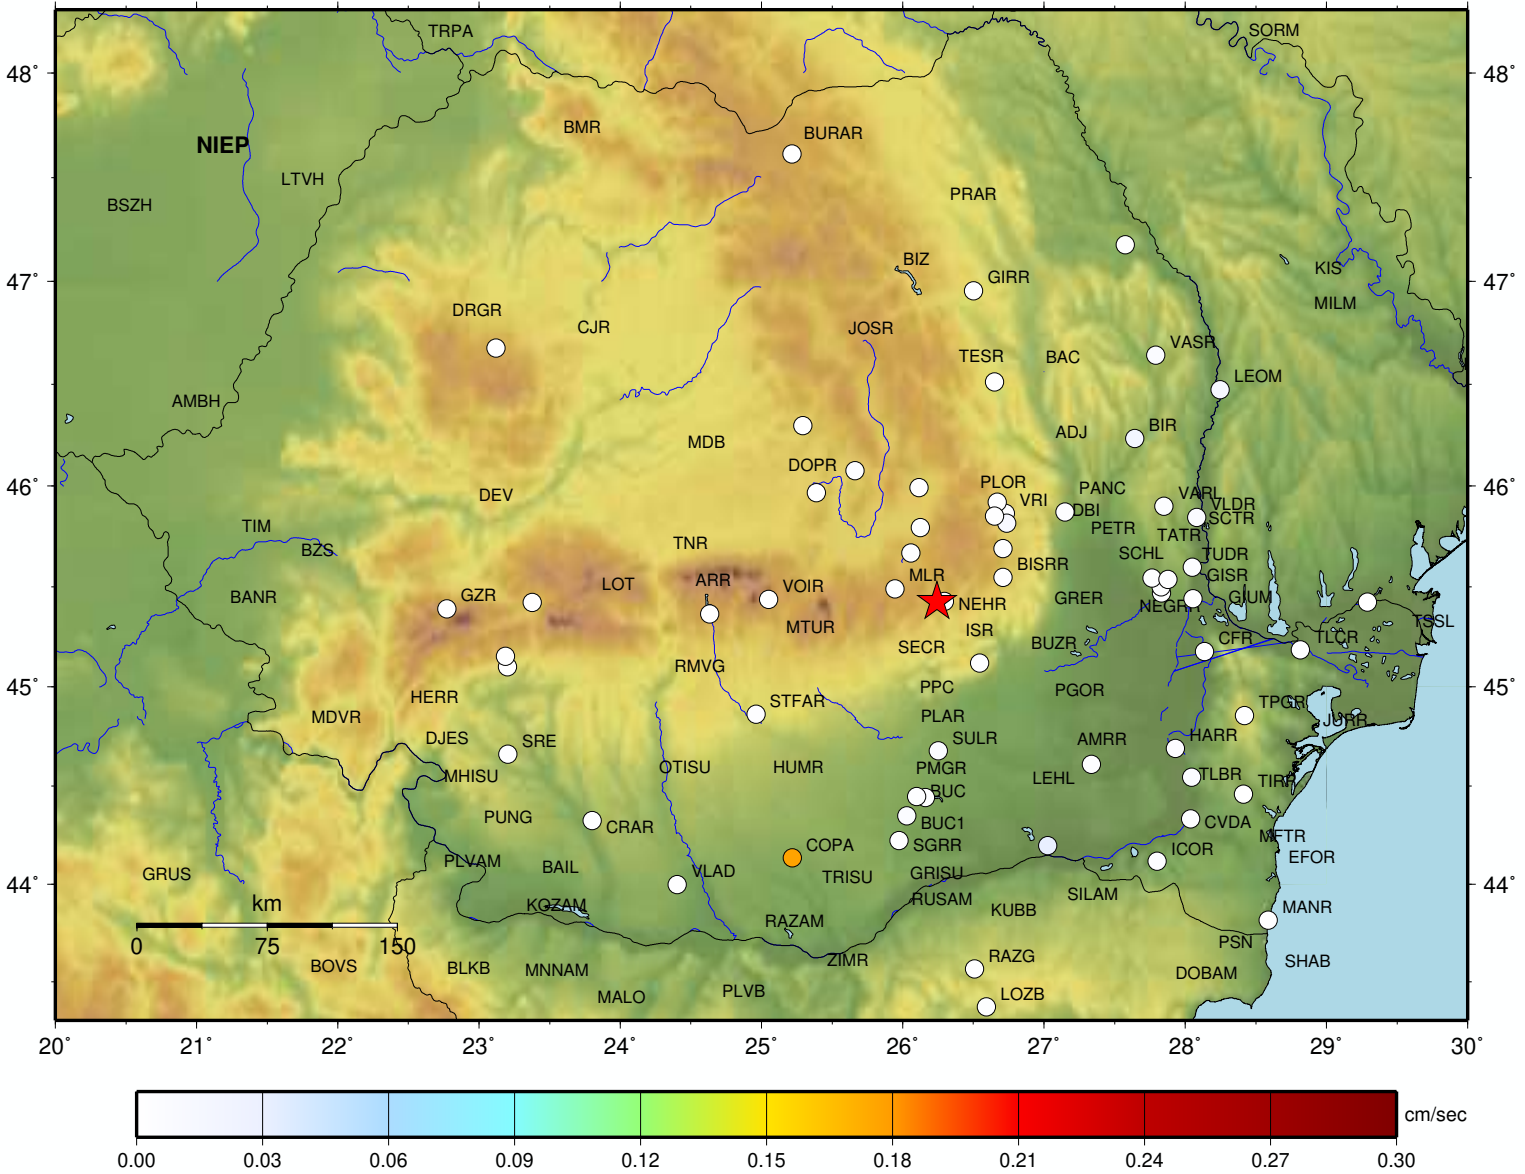 TRPA
SORM
48°
48°
BMR
BURAR
NIEP
LTVH
PRAR
BSZH
BIZ
KIS
47°
GIRR
47°
MILM
DRGR
CJR
JOSR
VASR
TESR
BAC
LEOM
AMBH
BIR
ADJ
MDB
DOPR
46°
PLOR
PANC
VARL
46°
DEV
VRI
VLDR
DBI
SCTR
TIM
PETR
TATR
BZS
TNR
SCHL
TUDR
BISRR
MLR
GISR
ARR
VOIR
LOT
GZR
BANR
NEHR
GRER
NEGR
GIUM
MTUR
ISR
TSSL
SECR
BUZR
CFR
TLCR
RMVG
45°
PPC
PGOR
45°
HERR
STFAR
TPGR
MDVR
PLAR
JURR
DJES
SRE
SULR
AMRR
HARR
MHISU
OTISU
HUMR
PMGR
LEHL
TLBR
TIRR
BUC
PUNG
CRAR
BUC1
CVDA
MFTR
COPA
SGRR
ICOR
EFOR
PLVAM
BAIL
GRUS
VLAD
TRISU
GRISU
44°
44°
SILAM
KOZAM
RUSAM
km
KUBB
MANR
RAZAM
0
75
150
PSN
ZIMR
RAZG
SHAB
BOVS
BLKB
MNNAM
DOBAM
MALO
PLVB
LOZB
20°
21°
22°
23°
24°
25°
26°
27°
28°
29°
30°
cm/sec
0.00
0.03
0.06
0.09
0.12
0.15
0.18
0.21
0.24
0.27
0.30